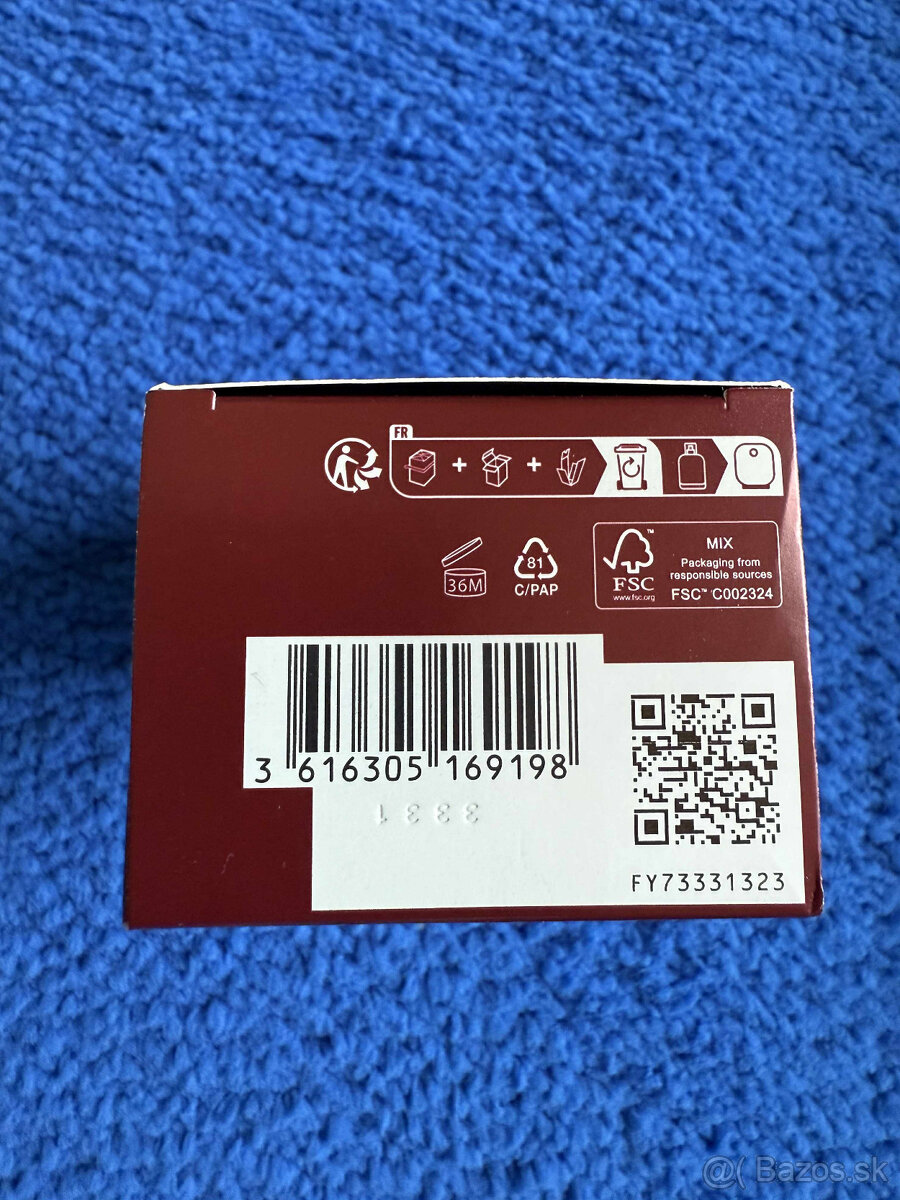 FR
36M
81
C/PAP
FSC™
www.fsc.org
MIX
Packaging from
responsible sources
FSC™ C002324
3 616305 169198
3331
FY73331323
@( Bazos.sk